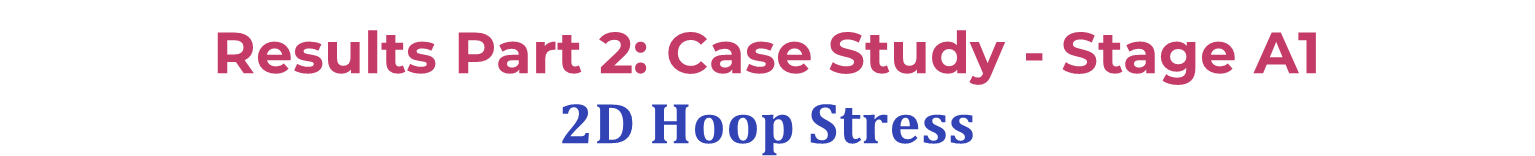 Results Part 2: Case Study - Stage A1
2D Hoop Stress